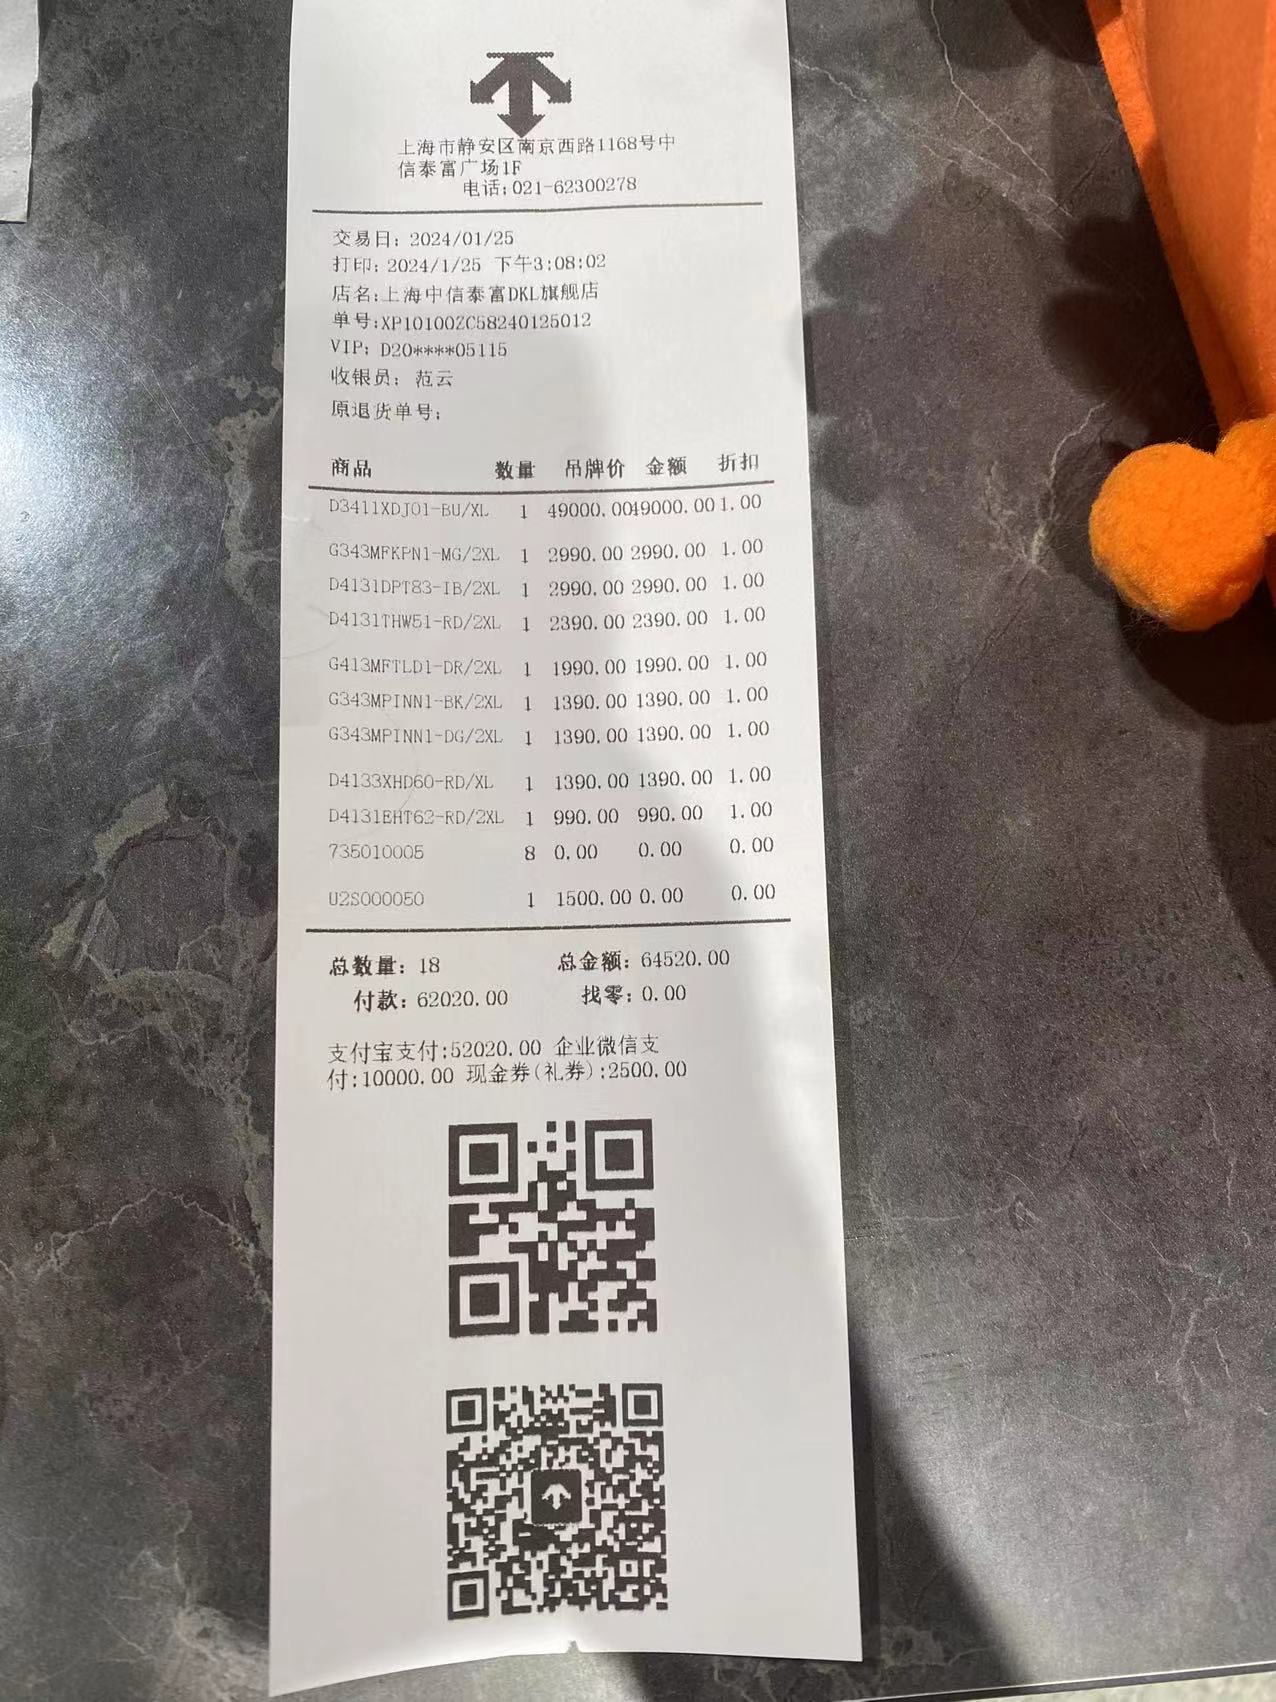 上海市静安区南京西路1168号中
信泰富广场1F
电话:021-62300278
交易日: 2024/01/25
打印: 2024/1/25 下午3:08:02
店名:上海中信泰富DKL旗舰店
单号:XP10100ZC58240125012
VIP: D20****05115
收银员: 范云
原退货单号:
商品 数量 吊牌价 金额 折扣
D3411XDJ01-BU/XL 1 49000.00 49000.00 1.00
G343MFKPN1-MG/2XL 1 2990.00 2990.00 1.00
D4131DPT83-IB/2XL 1 2990.00 2990.00 1.00
D4131THW51-RD/2XL 1 2390.00 2390.00 1.00
G413MFTLD1-DR/2XL 1 1990.00 1990.00 1.00
G343MPINN1-BK/2XL 1 1390.00 1390.00 1.00
G343MPINN1-DG/2XL 1 1390.00 1390.00 1.00
D4133XHD60-RD/XL 1 1390.00 1390.00 1.00
D4131EHT62-RD/2XL 1 990.00 990.00 1.00
735010005 8 0.00 0.00 0.00
U2S000050 1 1500.00 0.00 0.00
总数量: 18 总金额: 64520.00
付款: 62020.00 找零: 0.00
支付宝支付:52020.00 企业微信支
付:10000.00 现金券(礼券):2500.00